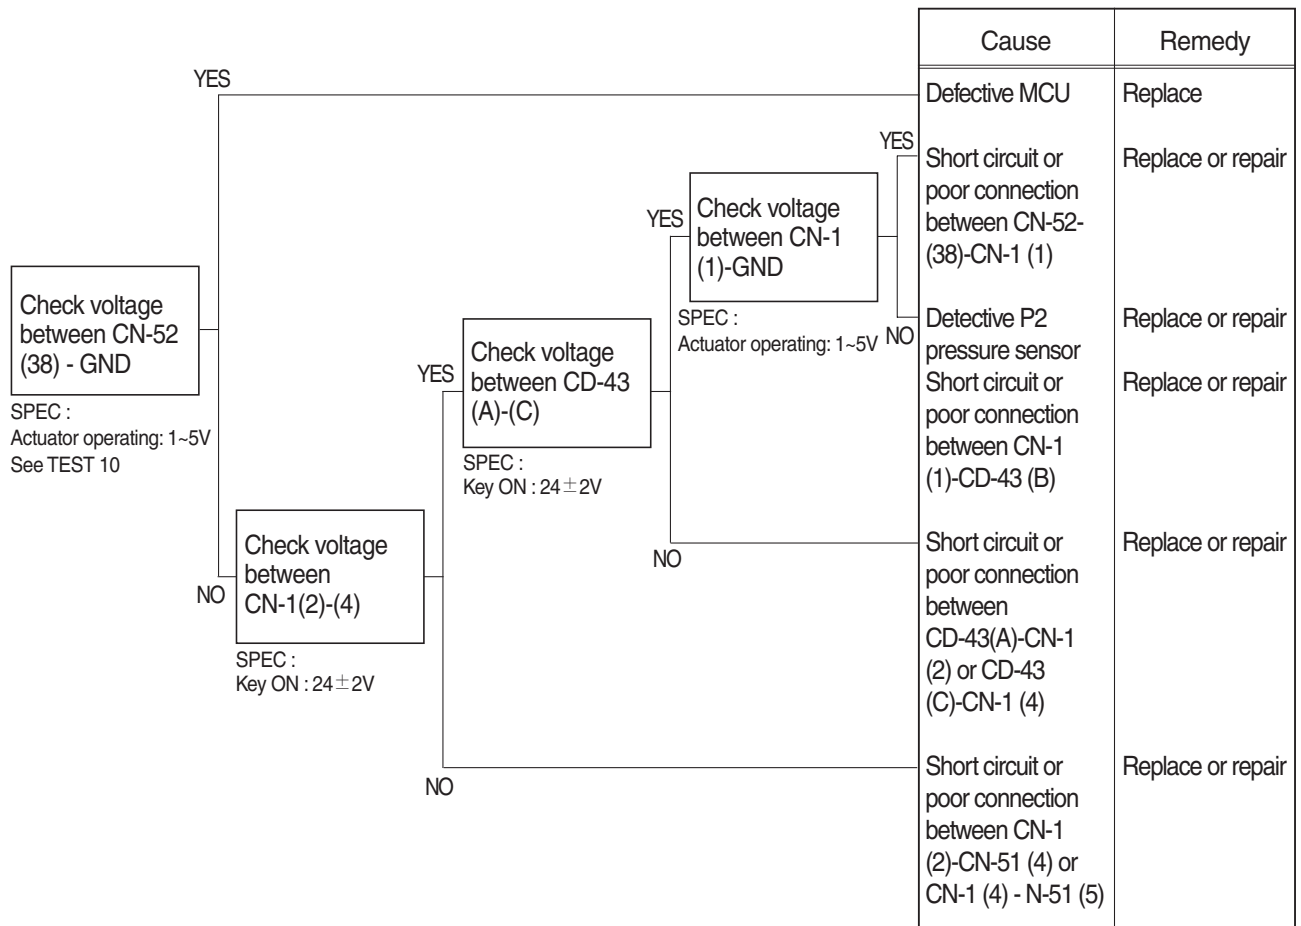 Cause
Remedy
YES
Defective MCU
Replace
YES
Short circuit or
poor connection
between CN-52-
(38)-CN-1 (1)
Replace or repair
YES
Check voltage
between CN-1
(1)-GND
SPEC :
Actuator operating: 1~5V
NO
Detective P2
pressure sensor
Replace or repair
Short circuit or
poor connection
between CN-1
(1)-CD-43 (B)
Replace or repair
Check voltage
between CN-52
(38) - GND
SPEC :
Actuator operating: 1~5V
See TEST 10
YES
Check voltage
between CD-43
(A)-(C)
SPEC :
Key ON : 24±2V
NO
Short circuit or
poor connection
between
CD-43(A)-CN-1
(2) or CD-43
(C)-CN-1 (4)
Replace or repair
NO
Check voltage
between
CN-1(2)-(4)
SPEC :
Key ON : 24±2V
NO
Short circuit or
poor connection
between CN-1
(2)-CN-51 (4) or
CN-1 (4) - N-51 (5)
Replace or repair